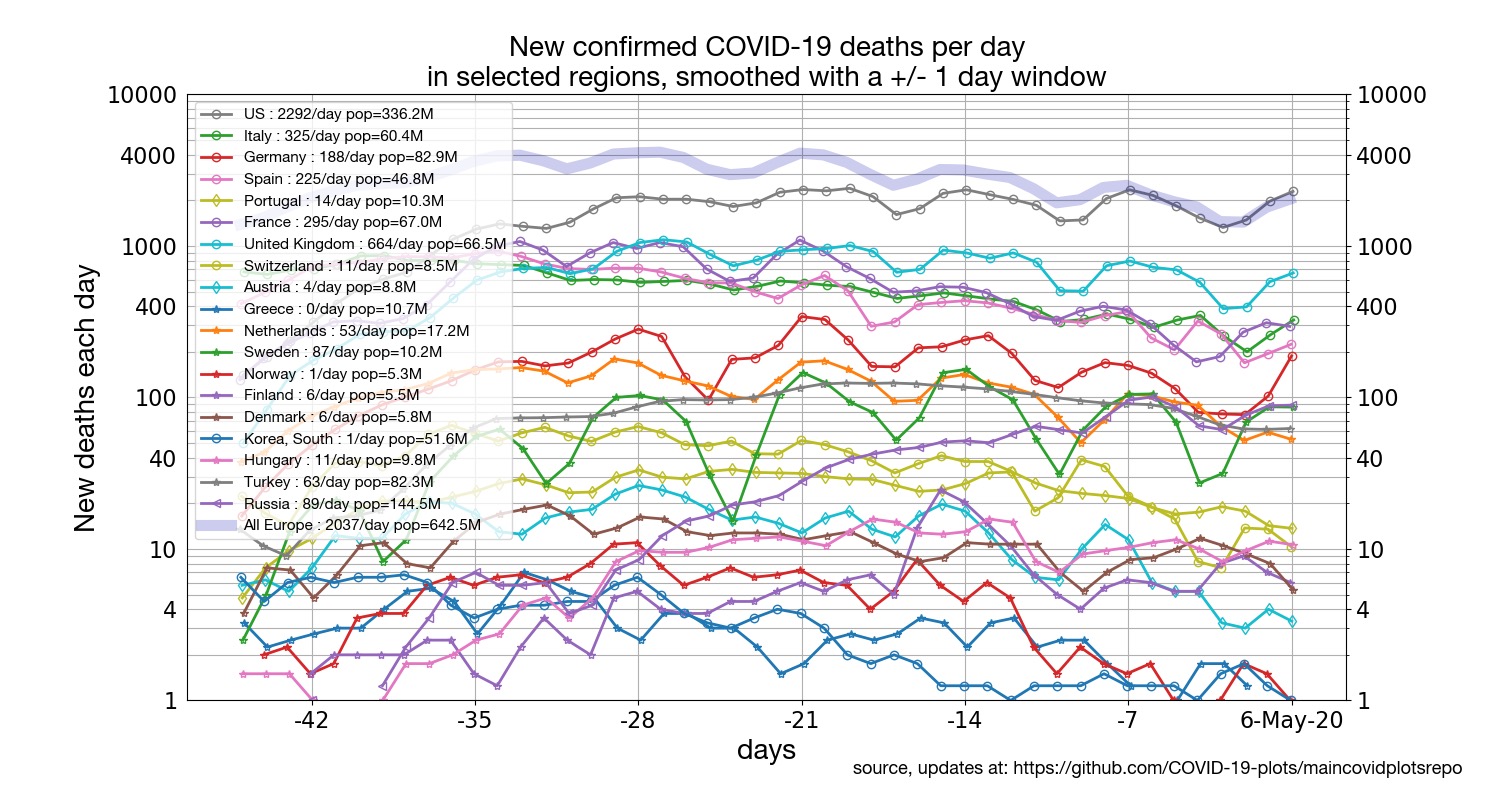 New confirmed COVID-19 deaths per day
in selected regions, smoothed with a +/- 1 day window
10000
4000
1000
400
100
40
10
4
1
New deaths each day
US : 2292/day pop=336.2M
Italy : 325/day pop=60.4M
Germany : 188/day pop=82.9M
Spain : 225/day pop=46.8M
Portugal : 14/day pop=10.3M
France : 295/day pop=67.0M
United Kingdom : 664/day pop=66.5M
Switzerland : 11/day pop=8.5M
Austria : 4/day pop=8.8M
Greece : 0/day pop=10.7M
Netherlands : 53/day pop=17.2M
Sweden : 87/day pop=10.2M
Norway : 1/day pop=5.3M
Finland : 6/day pop=5.5M
Denmark : 6/day pop=5.8M
Korea, South : 1/day pop=51.6M
Hungary : 11/day pop=9.8M
Turkey : 63/day pop=82.3M
Russia : 89/day pop=144.5M
All Europe : 2037/day pop=642.5M
10000
4000
1000
400
100
40
10
4
1
-42 -35 -28 -21 -14 -7 6-May-20
days
source, updates at: https://github.com/COVID-19-plots/maincovidplotsrepo